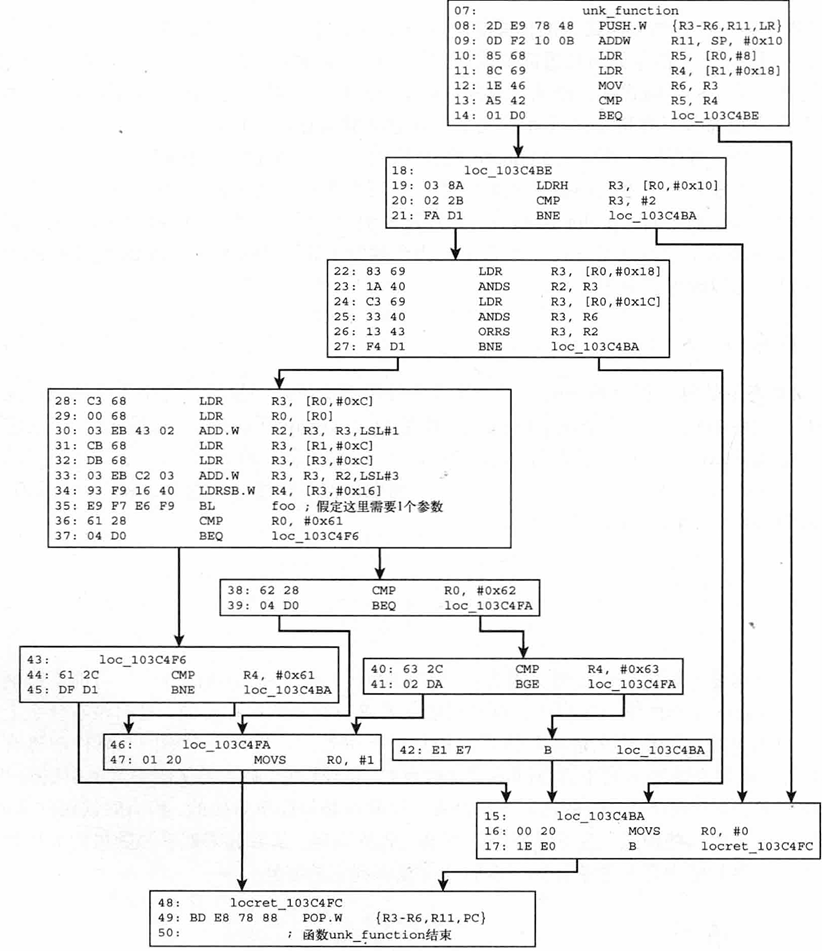 07: unk_function
08: 2D E9 78 48 PUSH.W {R3-R6,R11,LR}
09: 0D F2 10 0B ADDW R11, SP, #0x10
10: 85 68 LDR R5, [R0,#8]
11: 8C 69 LDR R4, [R1,#0x18]
12: 1E 46 MOV R6, R3
13: A5 42 CMP R5, R4
14: 01 D0 BEQ loc_103C4BE
18: loc_103C4BE
19: 03 8A LDRH R3, [R0,#0x10]
20: 02 2B CMP R3, #2
21: FA D1 BNE loc_103C4BA
22: 83 69 LDR R3, [R0,#0x18]
23: 1A 40 ANDS R2, R3
24: C3 69 LDR R3, [R0,#0x1C]
25: 33 40 ANDS R3, R6
26: 13 43 ORRS R3, R2
27: F4 D1 BNE loc_103C4BA
28: C3 68 LDR R3, [R0,#0xC]
29: 00 68 LDR R0, [R0]
30: 03 EB 43 02 ADD.W R2, R3, R3,LSL#1
31: CB 68 LDR R3, [R1,#0xC]
32: DB 68 LDR R3, [R3,#0xC]
33: 03 EB C2 03 ADD.W R3, R3, R2,LSL#3
34: 93 F9 16 40 LDRSB.W R4, [R3,#0x16]
35: E9 F7 E6 F9 BL foo ; 假定这里需要1个参数
36: 61 28 CMP R0, #0x61
37: 04 D0 BEQ loc_103C4F6
38: 62 28 CMP R0, #0x62
39: 04 D0 BEQ loc_103C4FA
43: loc_103C4F6
44: 61 2C CMP R4, #0x61
45: DF D1 BNE loc_103C4BA
40: 63 2C CMP R4, #0x63
41: 02 DA BGE loc_103C4FA
46: loc_103C4FA
47: 01 20 MOVS R0, #1
42: E1 E7 B loc_103C4BA
15: loc_103C4BA
16: 00 20 MOVS R0, #0
17: 1E E0 B locret_103C4FC
48: locret_103C4FC
49: BD E8 78 88 POP.W {R3-R6,R11,PC}
50: ; 函数unk_function结束